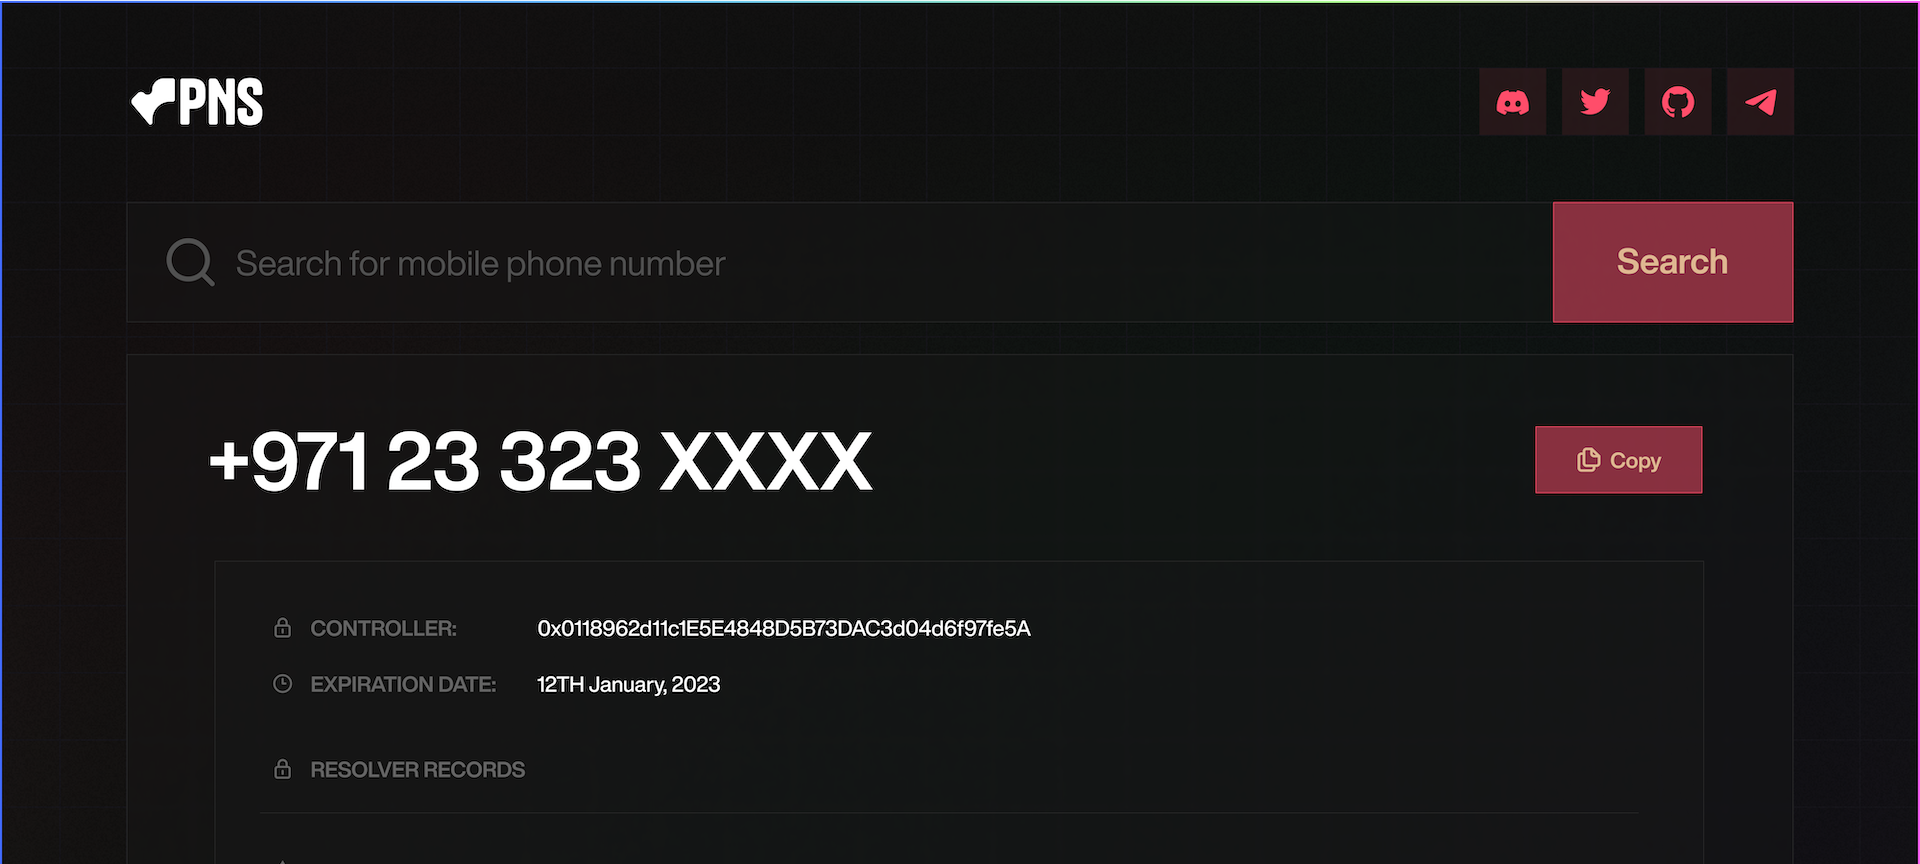 PNS
Search for mobile phone number
Search
+971 23 323 XXXX
Copy
CONTROLLER: 0x0118962d11c1E5E4848D5B73DAC3d04d6f97fe5A
EXPIRATION DATE: 12TH January, 2023
RESOLVER RECORDS